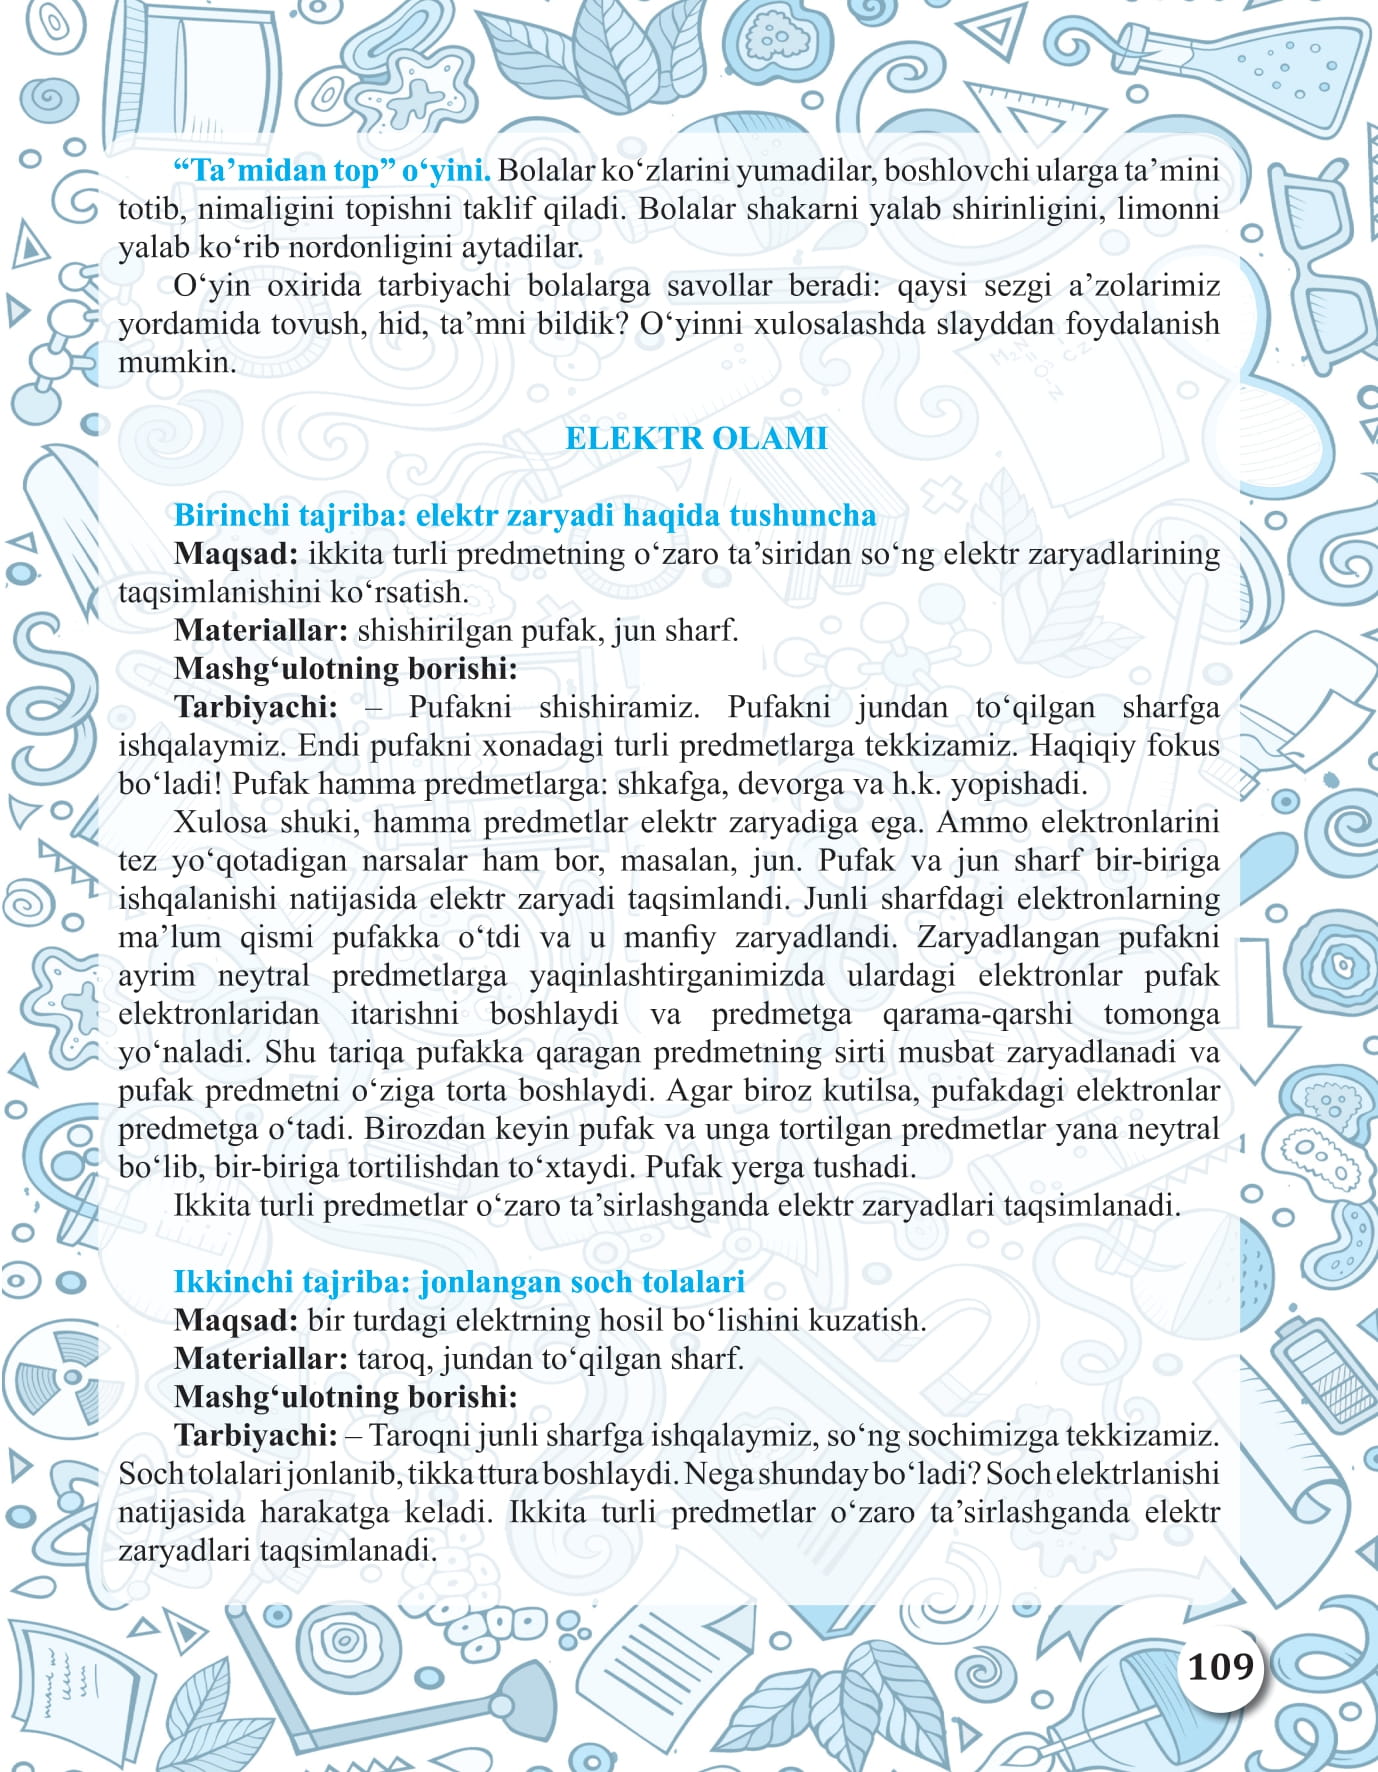 “Ta’midan top” o‘yini. Bolalar ko‘zlarini yumadilar, boshlovchi ularga ta’mini
totib, nimaligini topishni taklif qiladi. Bolalar shakarni yalab shirinligini, limonni
yalab ko‘rib nordonligini aytadilar.
O‘yin oxirida tarbiyachi bolalarga savollar beradi: qaysi sezgi a’zolarimiz
yordamida tovush, hid, ta’mni bildik? O‘yinni xulosalashda slayddan foydalanish
mumkin.
ELEKTR OLAMI
Birinchi tajriba: elektr zaryadi haqida tushuncha
Maqsad: ikkita turli predmetning o‘zaro ta’siridan so‘ng elektr zaryadlarining
taqsimlanishini ko‘rsatish.
Materiallar: shishirilgan pufak, jun sharf.
Mashg‘ulotning borishi:
Tarbiyachi: – Pufakni shishiramiz. Pufakni jundan to‘qilgan sharfga
ishqalaymiz. Endi pufakni xonadagi turli predmetlarga tekkizamiz. Haqiqiy fokus
bo‘ladi! Pufak hamma predmetlarga: shkafga, devorga va h.k. yopishadi.
Xulosa shuki, hamma predmetlar elektr zaryadiga ega. Ammo elektronlarini
tez yo‘qotadigan narsalar ham bor, masalan, jun. Pufak va jun sharf bir-biriga
ishqalanishi natijasida elektr zaryadi taqsimlandi. Junli sharfdagi elektronlarning
ma’lum qismi pufakka o‘tdi va u manfiy zaryadlandi. Zaryadlangan pufakni
ayrim neytral predmetlarga yaqinlashtirganimizda ulardagi elektronlar pufak
elektronlaridan itarishni boshlaydi va predmetga qarama-qarshi tomonga
yo‘naladi. Shu tariqa pufakka qaragan predmetning sirti musbat zaryadlanadi va
pufak predmetni o‘ziga torta boshlaydi. Agar biroz kutilsa, pufakdagi elektronlar
predmetga o‘tadi. Birozdan keyin pufak va unga tortilgan predmetlar yana neytral
bo‘lib, bir-biriga tortilishdan to‘xtaydi. Pufak yerga tushadi.
Ikkita turli predmetlar o‘zaro ta’sirlashganda elektr zaryadlari taqsimlanadi.
Ikkinchi tajriba: jonlangan soch tolalari
Maqsad: bir turdagi elektrning hosil bo‘lishini kuzatish.
Materiallar: taroq, jundan to‘qilgan sharf.
Mashg‘ulotning borishi:
Tarbiyachi: – Taroqni junli sharfga ishqalaymiz, so‘ng sochimizga tekkizamiz.
Soch tolalari jonlanib, tikka ttura boshlaydi. Nega shunday bo‘ladi? Soch elektrlanishi
natijasida harakatga keladi. Ikkita turli predmetlar o‘zaro ta’sirlashganda elektr
zaryadlari taqsimlanadi.
109